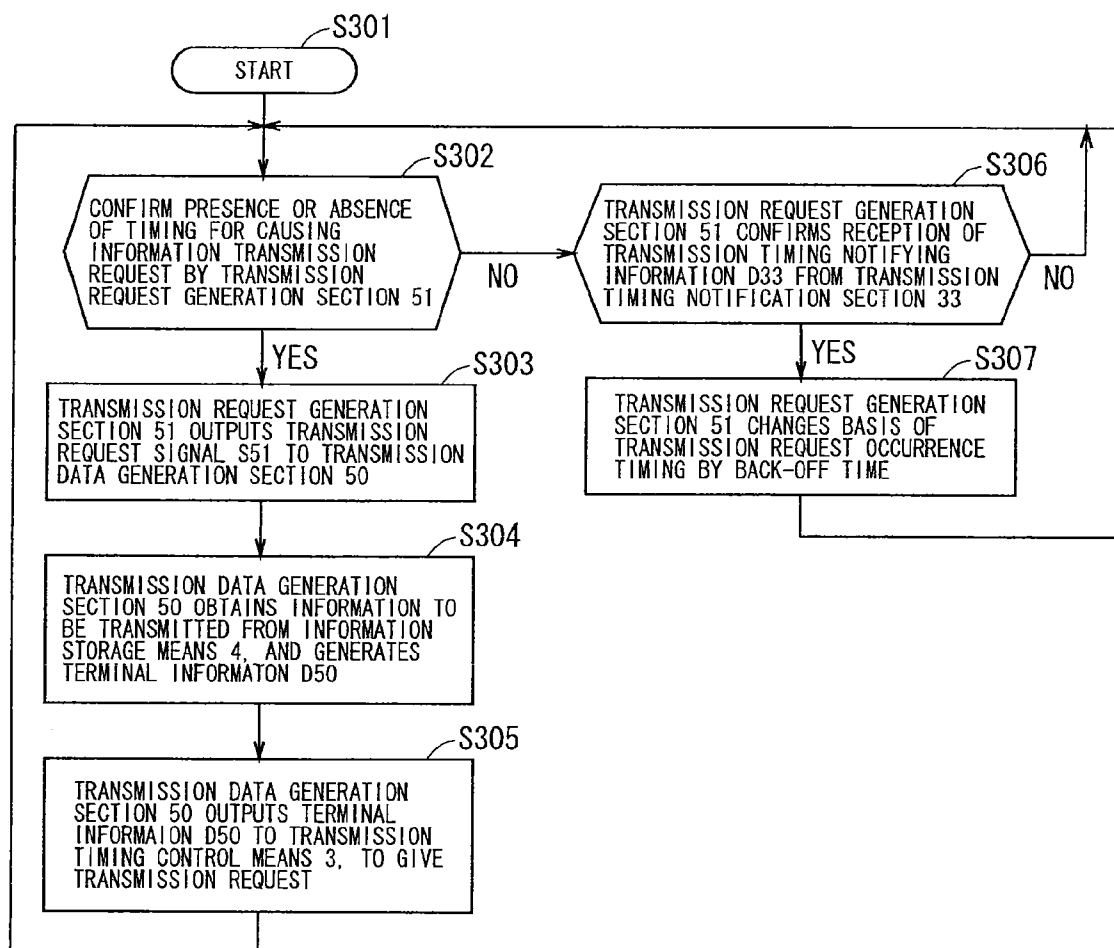 S301
START
S302
CONFIRM PRESENCE OR ABSENCE
OF TIMING FOR CAUSING
INFORMATION TRANSMISSION
REQUEST BY TRANSMISSION
REQUEST GENERATION SECTION 51
NO
YES
S306
TRANSMISSION REQUEST GENERATION
SECTION 51 CONFIRMS RECEPTION OF
TRANSMISSION TIMING NOTIFYING
INFORMATION D33 FROM TRANSMISSION
TIMING NOTIFICATION SECTION 33
NO
YES
S303
TRANSMISSION REQUEST GENERATION
SECTION 51 OUTPUTS TRANSMISSION
REQUEST SIGNAL S51 TO TRANSMISSION
DATA GENERATION SECTION 50
S307
TRANSMISSION REQUEST GENERATION
SECTION 51 CHANGES BASIS OF
TRANSMISSION REQUEST OCCURRENCE
TIMING BY BACK-OFF TIME
S304
TRANSMISSION DATA GENERATION
SECTION 50 OBTAINS INFORMATION TO
BE TRANSMITTED FROM INFORMATION
STORAGE MEANS 4, AND GENERATES
TERMINAL INFORMATON D50
S305
TRANSMISSION DATA GENERATION
SECTION 50 OUTPUTS TERMINAL
INFORMAION D50 TO TRANSMISSION
TIMING CONTROL MEANS 3, TO GIVE
TRANSMISSION REQUEST